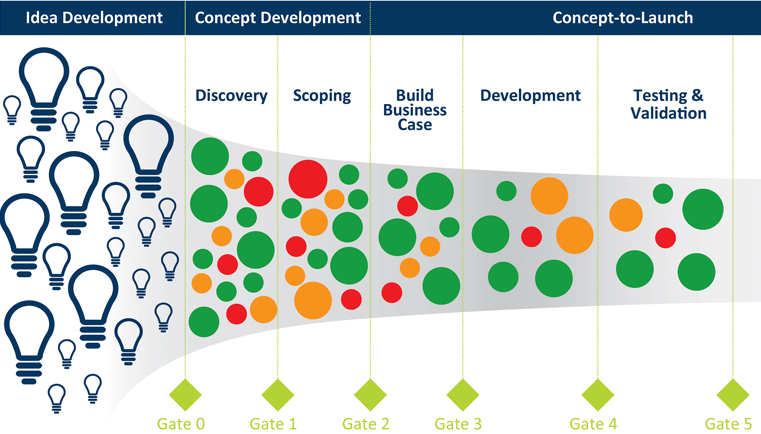 Idea Development
Concept Development
Concept-to-Launch
Discovery
Scoping
Build
Business
Case
Development
Testing &
Validation
Gate 0
Gate 1
Gate 2
Gate 3
Gate 4
Gate 5